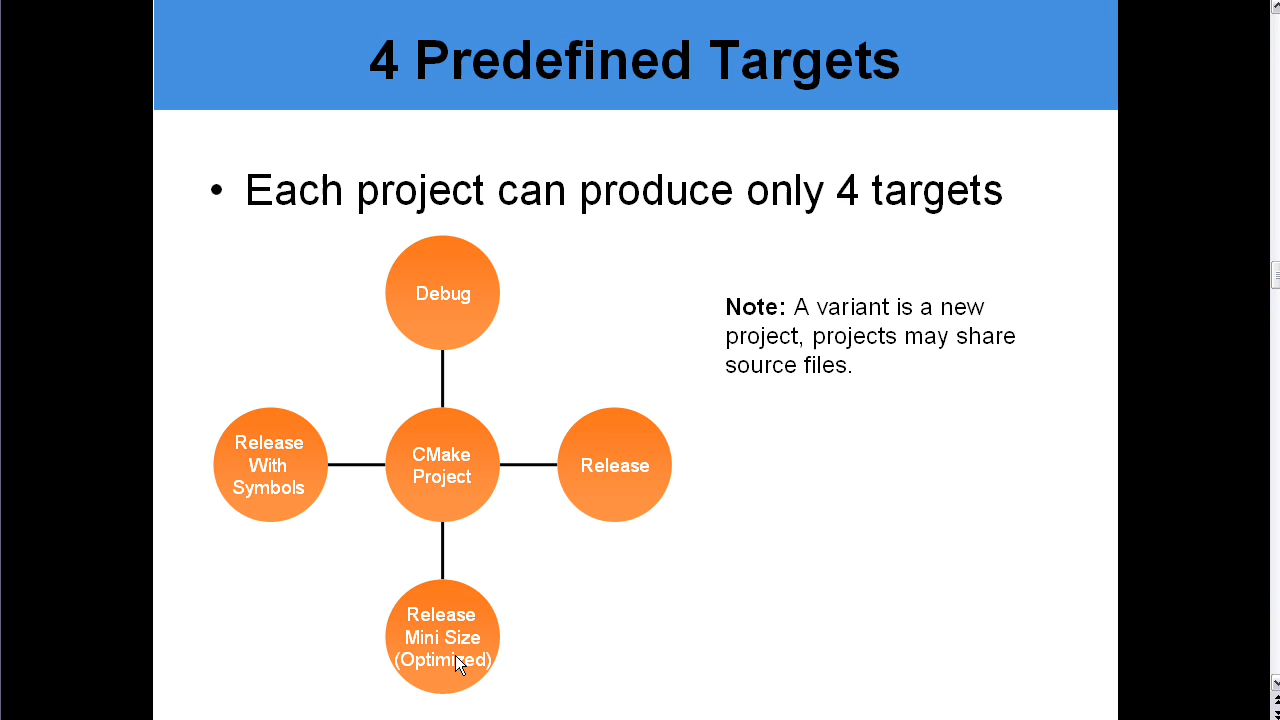 4 Predefined Targets
• Each project can produce only 4 targets
Debug
Note: A variant is a new
project, projects may share
source files.
Release
With
Symbols
CMake
Project
Release
Release
Mini Size
(Optimized)